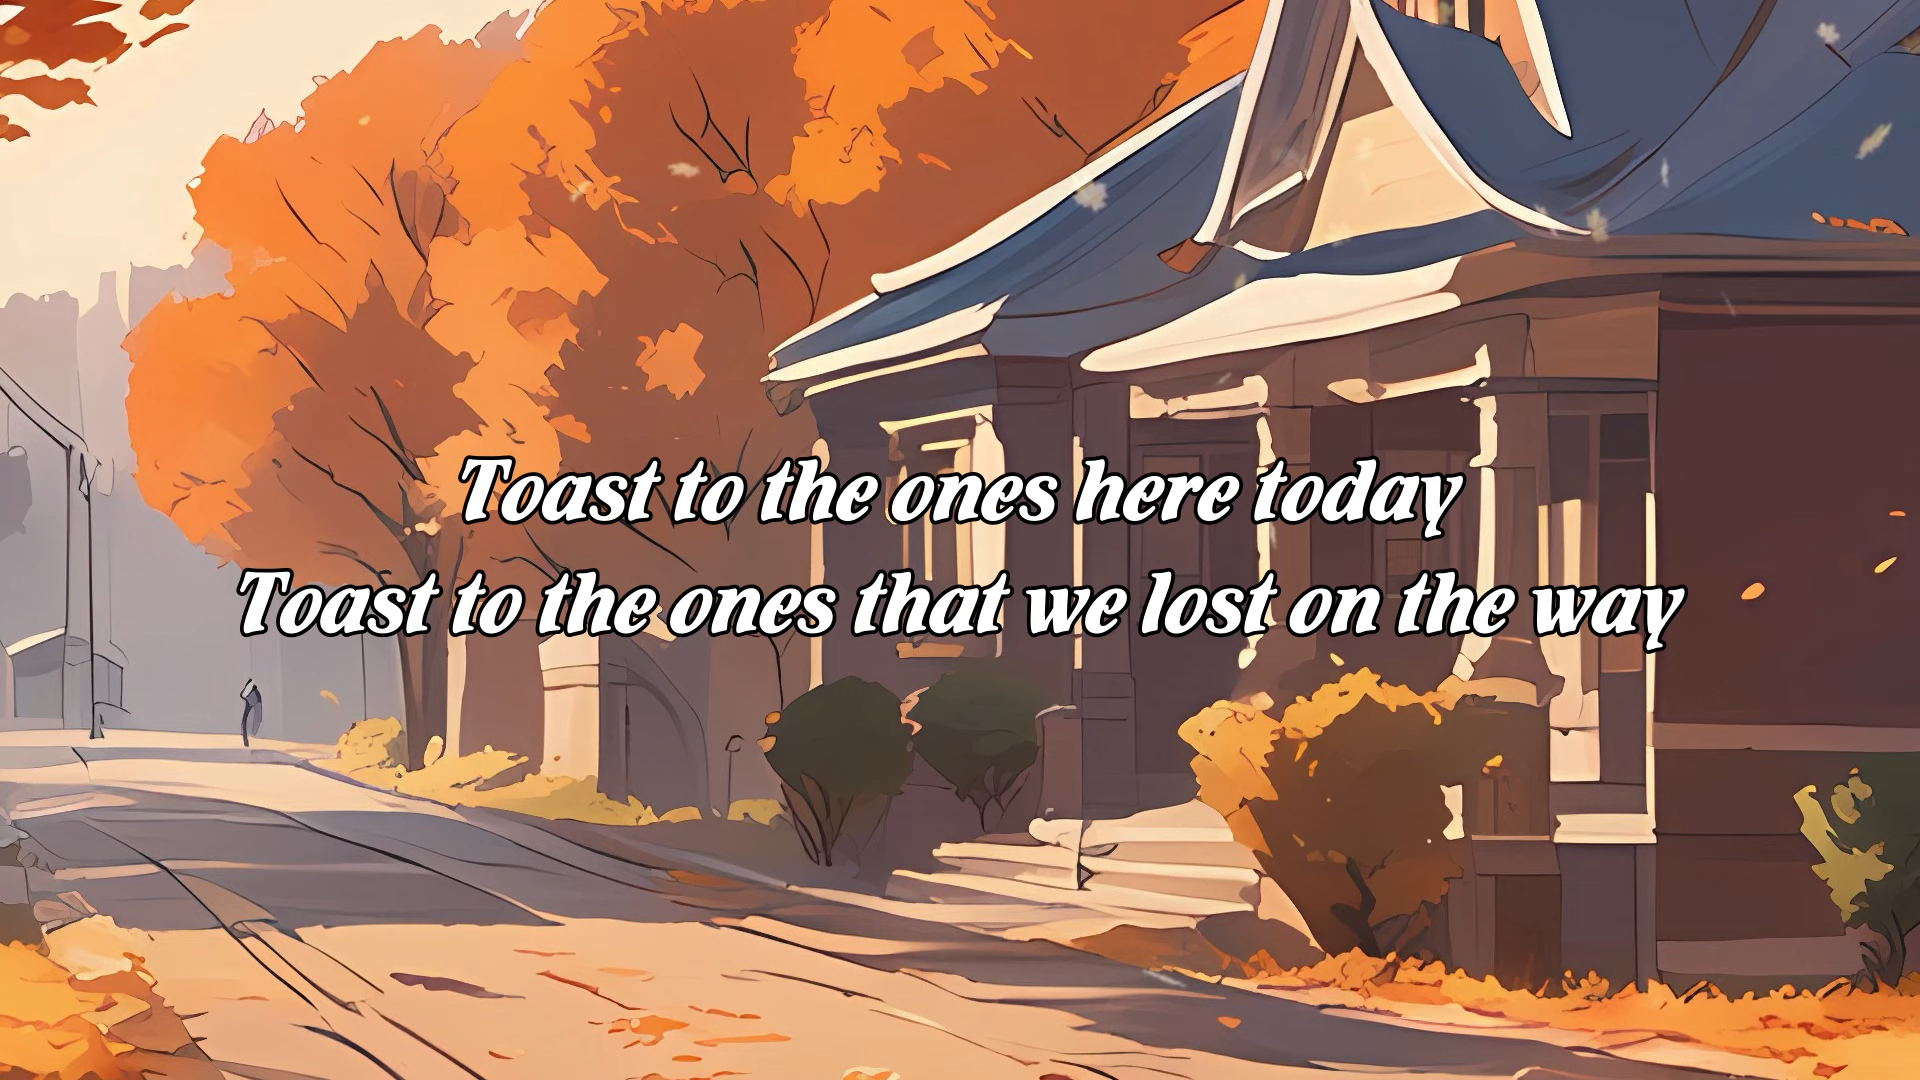 Toast to the ones here today
Toast to the ones that we lost on the way